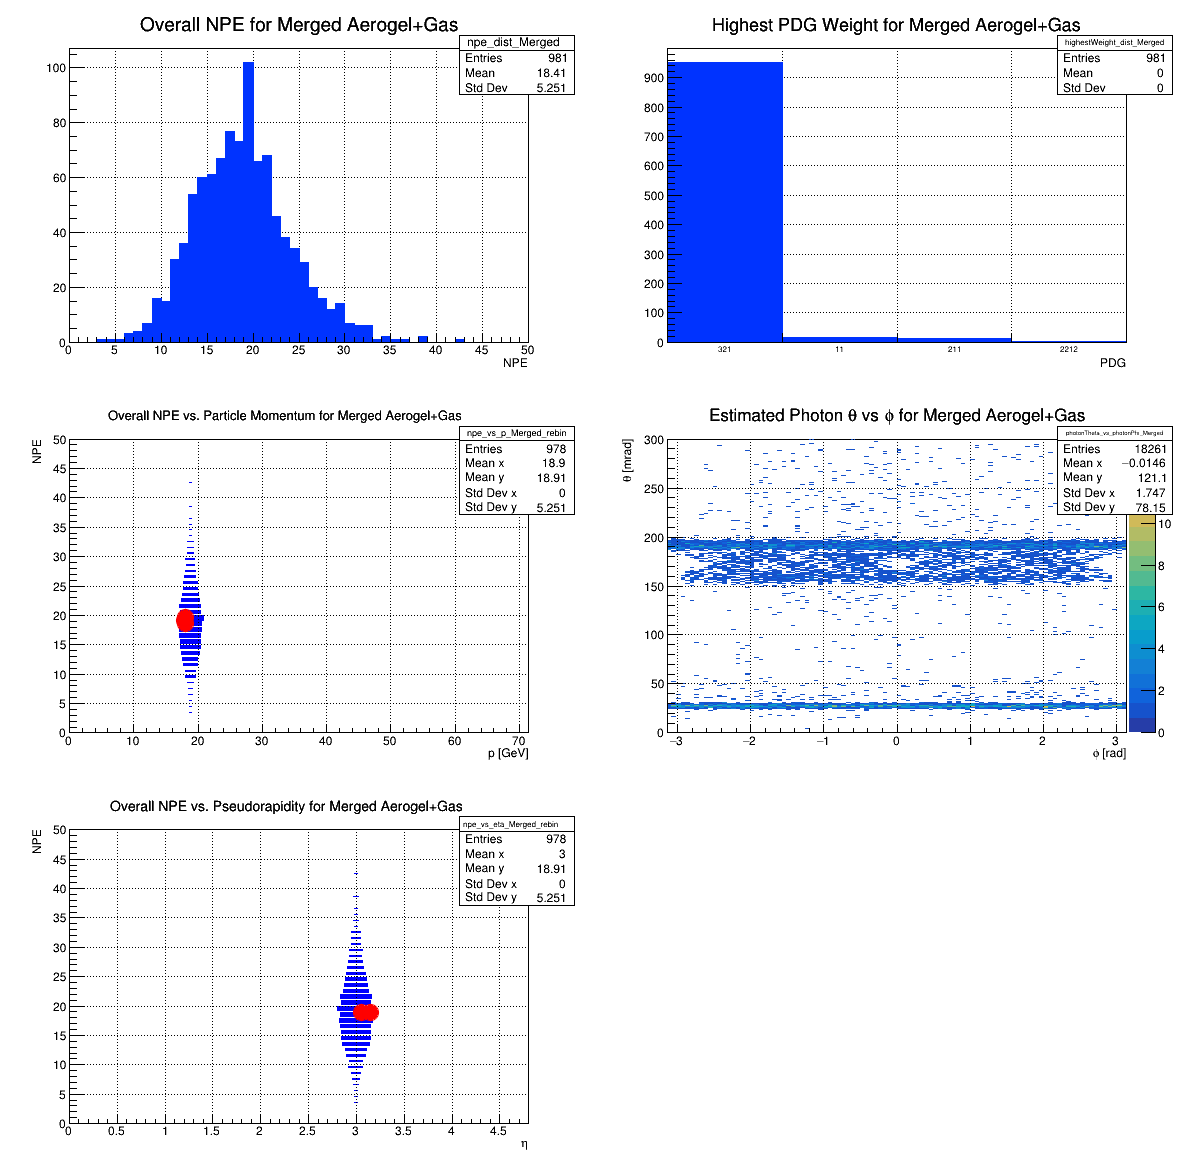 Overall NPE for Merged Aerogel+Gas
npe_dist_Merged
Entries 981
Mean 18.41
Std Dev 5.251
100
80
60
40
20
0
0 5 10 15 20 25 30 35 40 45 50
NPE
Highest PDG Weight for Merged Aerogel+Gas
highestWeight_dist_Merged
Entries 981
Mean 0
Std Dev 0
900
800
700
600
500
400
300
200
100
0
321 11 211 2212
PDG
Overall NPE vs. Particle Momentum for Merged Aerogel+Gas
npe_vs_p_Merged_rebin
Entries 978
Mean x 18.9
Mean y 18.91
Std Dev x 0
Std Dev y 5.251
NPE
50
45
40
35
30
25
20
15
10
5
0
0 10 20 30 40 50 60 70
p [GeV]
Estimated Photon θ vs ϕ for Merged Aerogel+Gas
photonTheta_vs_photonPhi_Merged
Entries 18261
Mean x −0.0146
Mean y 121.1
Std Dev x 1.747
Std Dev y 78.15
θ [mrad]
300
250
200
150
100
50
0
−3 −2 −1 0 1 2 3
ϕ [rad]
10
8
6
4
2
0
Overall NPE vs. Pseudorapidity for Merged Aerogel+Gas
npe_vs_eta_Merged_rebin
Entries 978
Mean x 3
Mean y 18.91
Std Dev x 0
Std Dev y 5.251
NPE
50
45
40
35
30
25
20
15
10
5
0
0 0.5 1 1.5 2 2.5 3 3.5 4 4.5
η